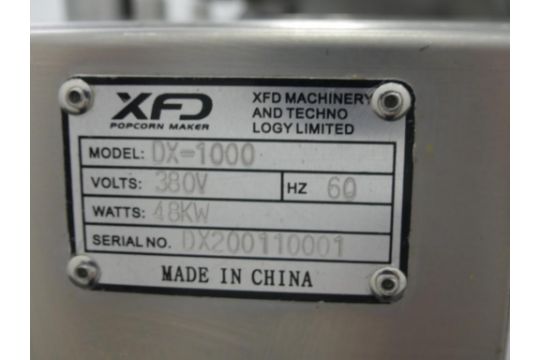 XFD
POPCORN MAKER
XFD MACHINERY
AND TECHNO
LOGY LIMITED
MODEL: DX-1000
VOLTS: 380V HZ 60
WATTS: 48KW
SERIAL NO. DX200110001
MADE IN CHINA